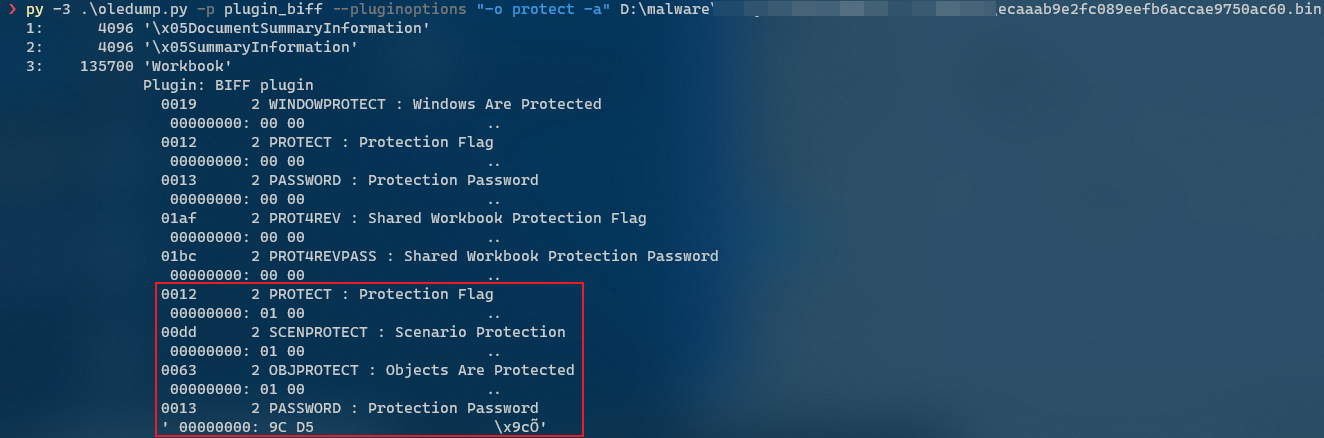 ❯ py -3 .\oledump.py -p plugin_biff --pluginoptions "-o protect -a" D:\malware\ \ecaaab9e2fc089eefb6accae9750ac60.bin
1: 4096 '\x05DocumentSummaryInformation'
2: 4096 '\x05SummaryInformation'
3: 135700 'Workbook'
Plugin: BIFF plugin
0019 2 WINDOWPROTECT : Windows Are Protected
00000000: 00 00 ..
0012 2 PROTECT : Protection Flag
00000000: 00 00 ..
0013 2 PASSWORD : Protection Password
00000000: 00 00 ..
01af 2 PROT4REV : Shared Workbook Protection Flag
00000000: 00 00 ..
01bc 2 PROT4REVPASS : Shared Workbook Protection Password
00000000: 00 00 ..
0012 2 PROTECT : Protection Flag
00000000: 01 00 ..
00dd 2 SCENPROTECT : Scenario Protection
00000000: 01 00 ..
0063 2 OBJPROTECT : Objects Are Protected
00000000: 01 00 ..
0013 2 PASSWORD : Protection Password
' 00000000: 9C D5 \x9cÕ'